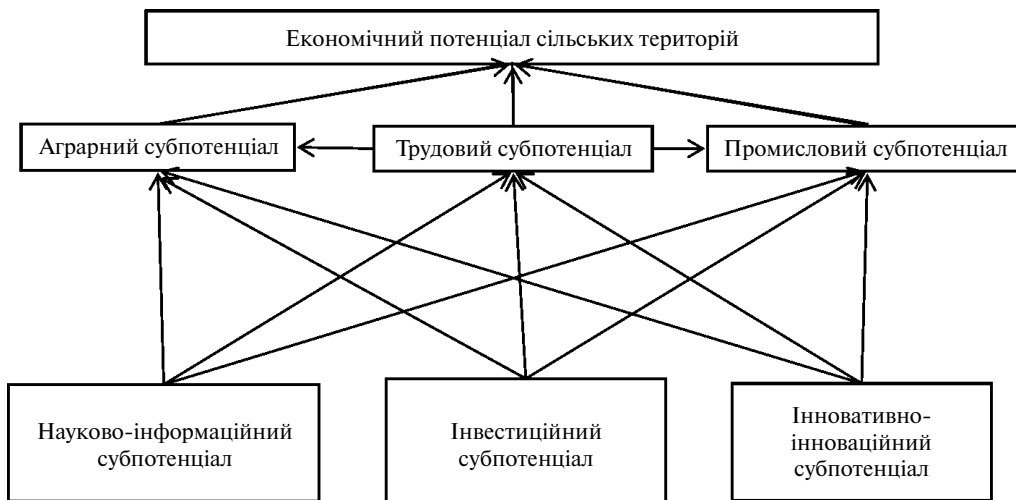 Економічний потенціал сільських територій
Аграрний субпотенціал
Трудовий субпотенціал
Промисловий субпотенціал
Науково-інформаційний
субпотенціал
Інвестиційний
субпотенціал
Інновативно-
інноваційний
субпотенціал